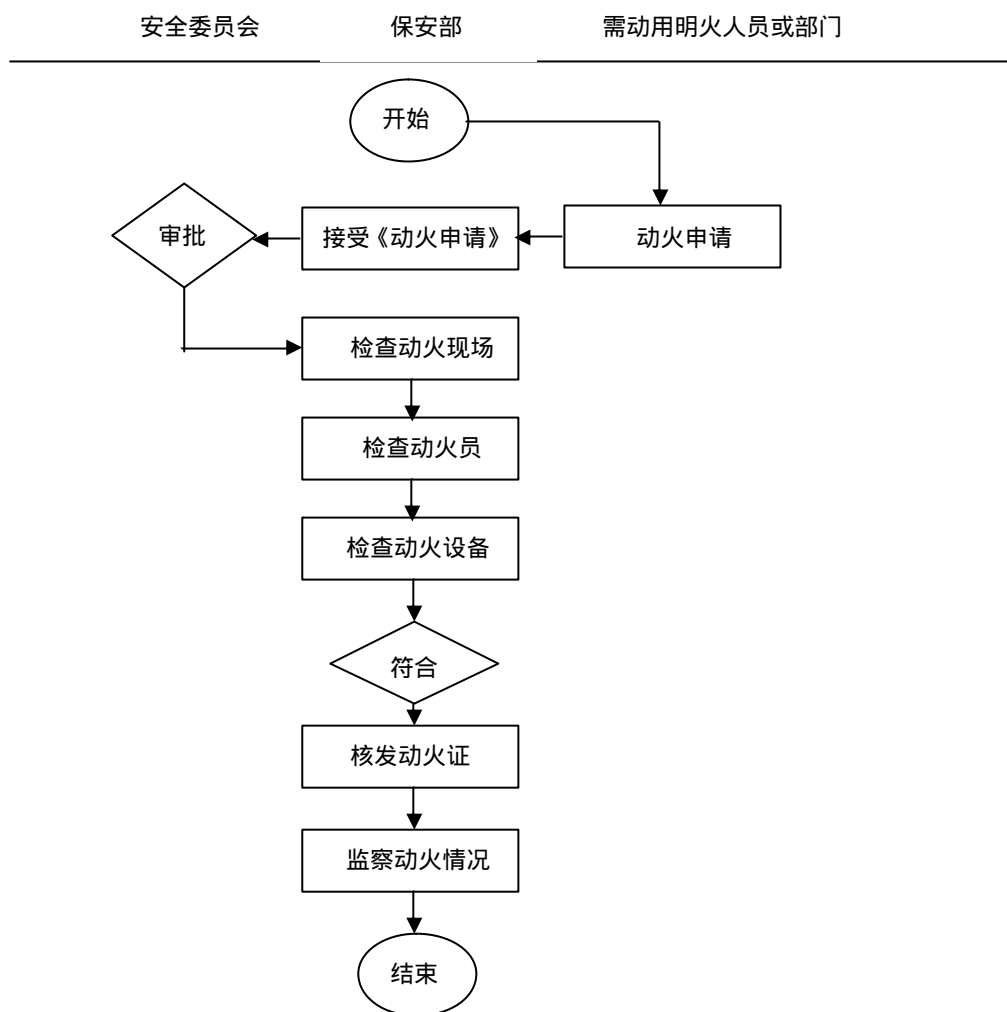 安全委员会 保安部 需动用明火人员或部门
开始
审批 接受《动火申请》 动火申请
检查动火现场
检查动火员
检查动火设备
符合
核发动火证
监察动火情况
结束